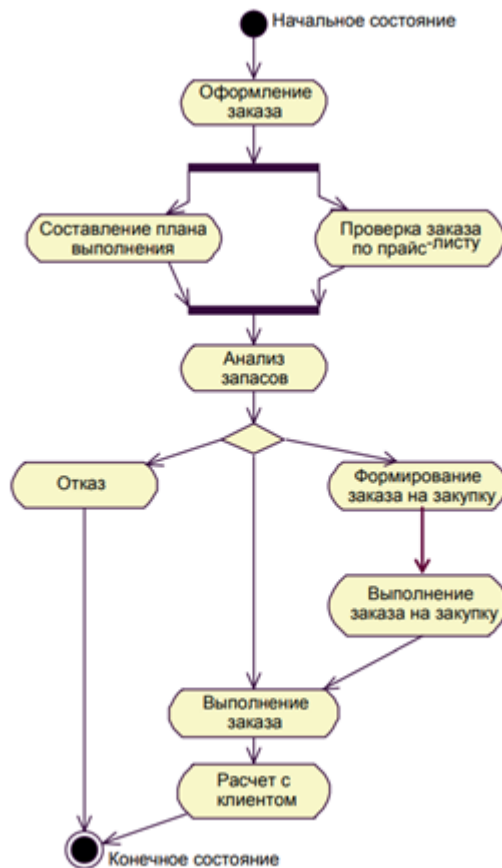 Начальное состояние
Оформление
заказа
Составление плана
выполнения
Проверка заказа
по прайс-листу
Анализ
запасов
Отказ
Формирование
заказа на закупку
Выполнение
заказа на закупку
Выполнение
заказа
Расчет с
клиентом
Конечное состояние